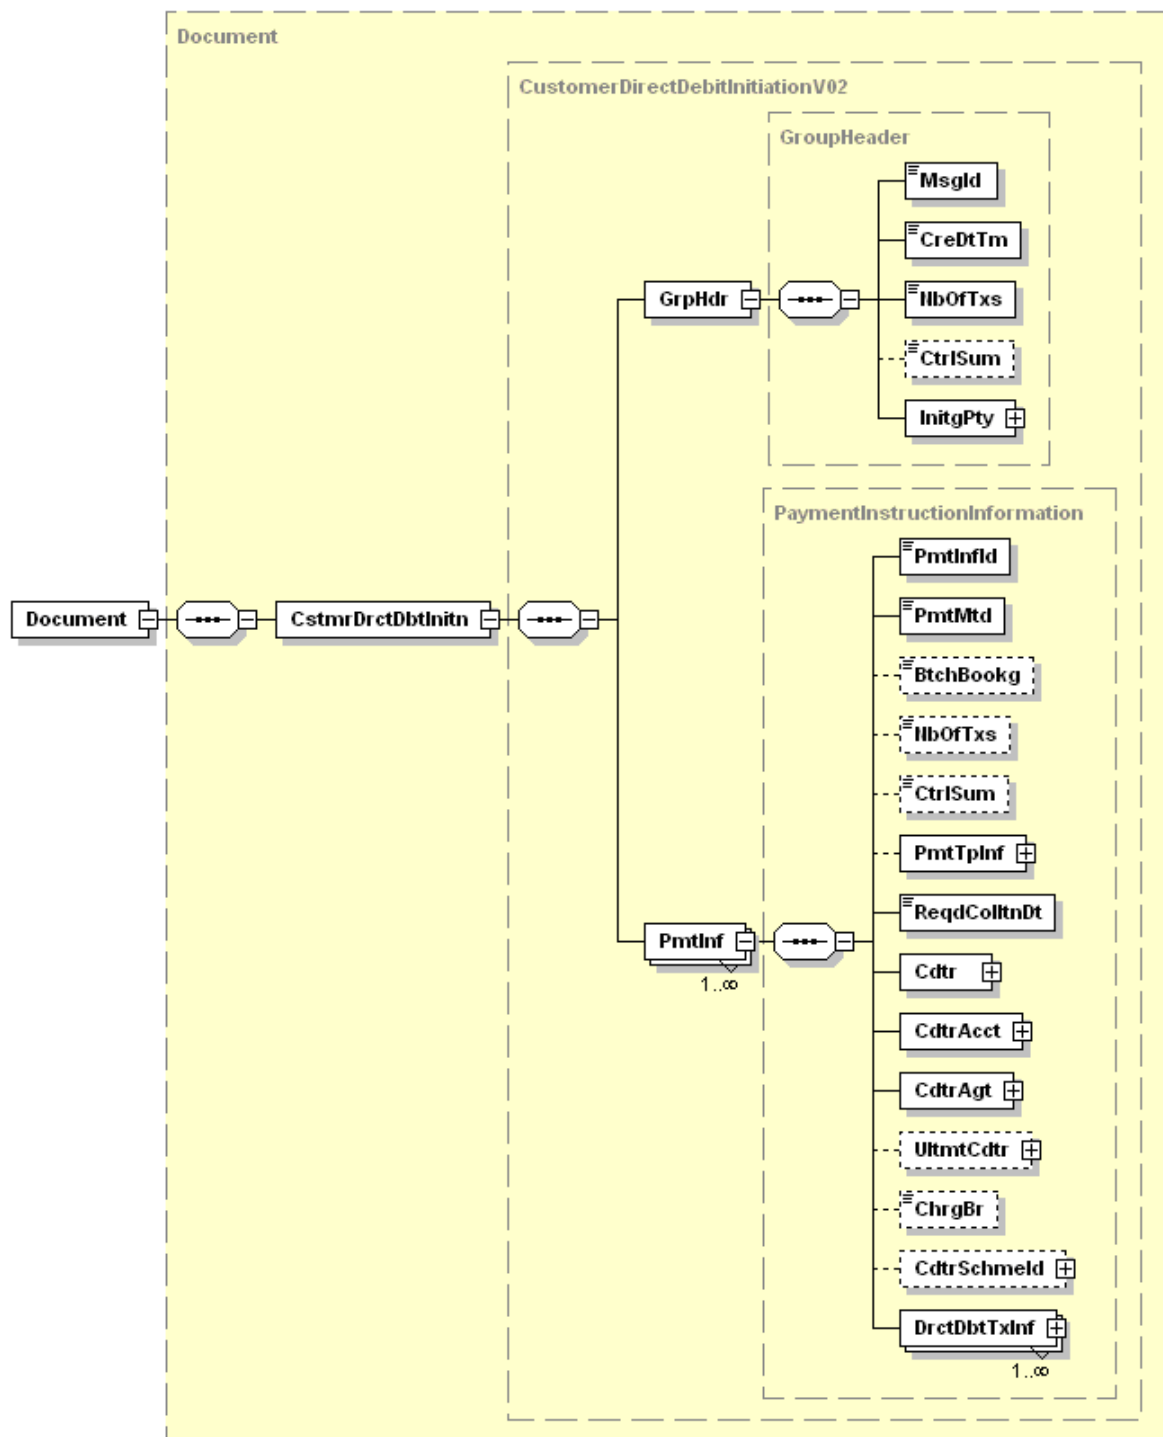 Document
CustomerDirectDebitInitiationV02
GroupHeader
MsgId
CreDtTm
NbOfTxs
CtrlSum
InitgPty
GrpHdr
PaymentInstructionInformation
PmtInfId
PmtMtd
BtchBookg
NbOfTxs
CtrlSum
PmtTpInf
ReqdColltnDt
Cdtr
CdtrAcct
CdtrAgt
UltmtCdtr
ChrgBr
CdtrSchmeId
DrctDbtTxInf
1..∞
PmtInf
1..∞
Document
CstmrDrctDbtInitn